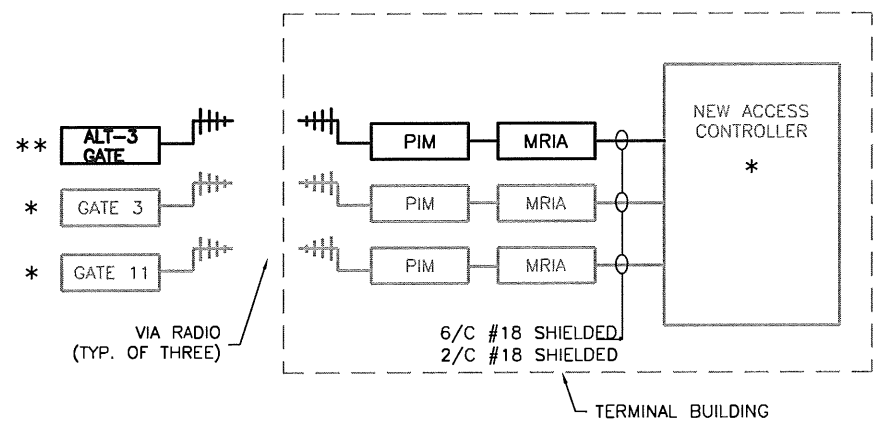 ** ALT-3 GATE PIM MRIA
NEW ACCESS
CONTROLLER
*
* GATE 3 PIM MRIA
* GATE 11 PIM MRIA
VIA RADIO
(TYP. OF THREE)
6/C #18 SHIELDED
2/C #18 SHIELDED
TERMINAL BUILDING